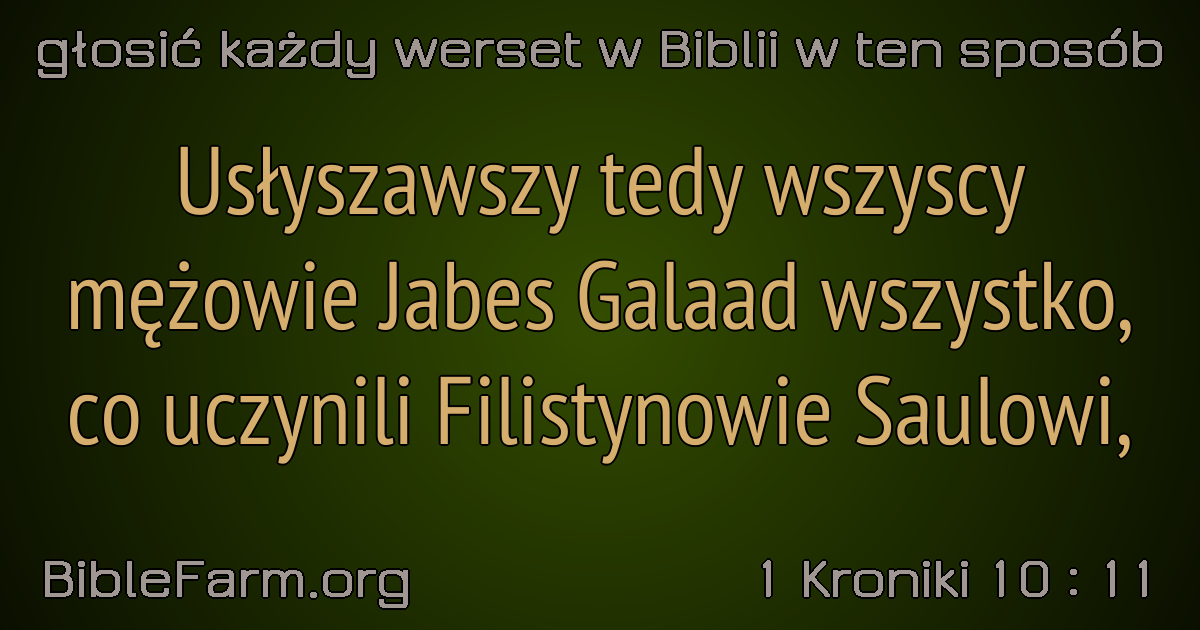 głosić każdy werset w Biblii w ten sposób
Usłyszawszy tedy wszyscy
mężowie Jabes Galaad wszystko,
co uczynili Filistynowie Saulowi,
BibleFarm.org
1 Kroniki 10 : 11